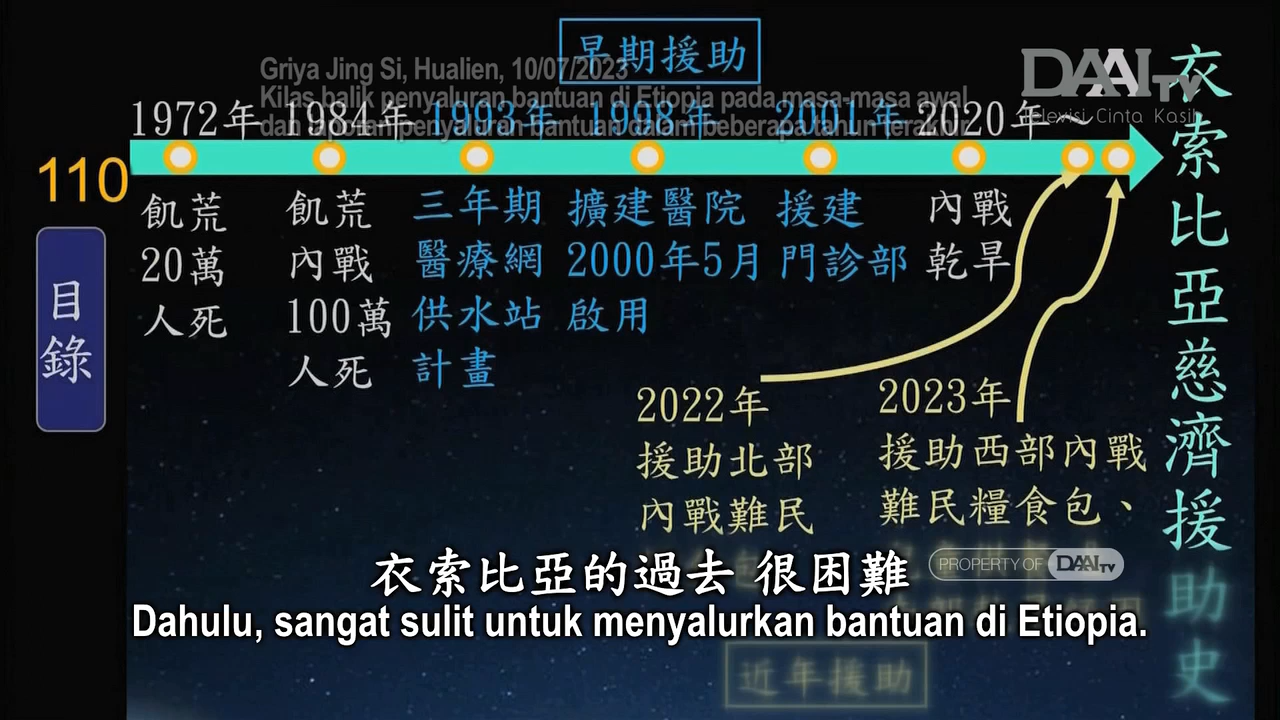 早期援助
DAAI TV
Televisi Cinta Kasih
Griya Jing Si, Hualien, 10/07/2023
Kilas balik penyaluran bantuan di Etiopia pada masa-masa awal
1972年
1984年
1993年
1998年
2001年
2020年~
110
目錄
飢荒
20萬
人死
飢荒
內戰
100萬
人死
三年期
醫療網
供水站
計畫
擴建醫院
2000年5月
啟用
援建
門診部
內戰
乾旱
2022年
援助北部
內戰難民
2023年
援助西部內戰
難民糧食包、
衣索比亞慈濟援助史
衣索比亞的過去 很困難
PROPERTY OF DAAI TV
Dahulu, sangat sulit untuk menyalurkan bantuan di Etiopia.
近年援助